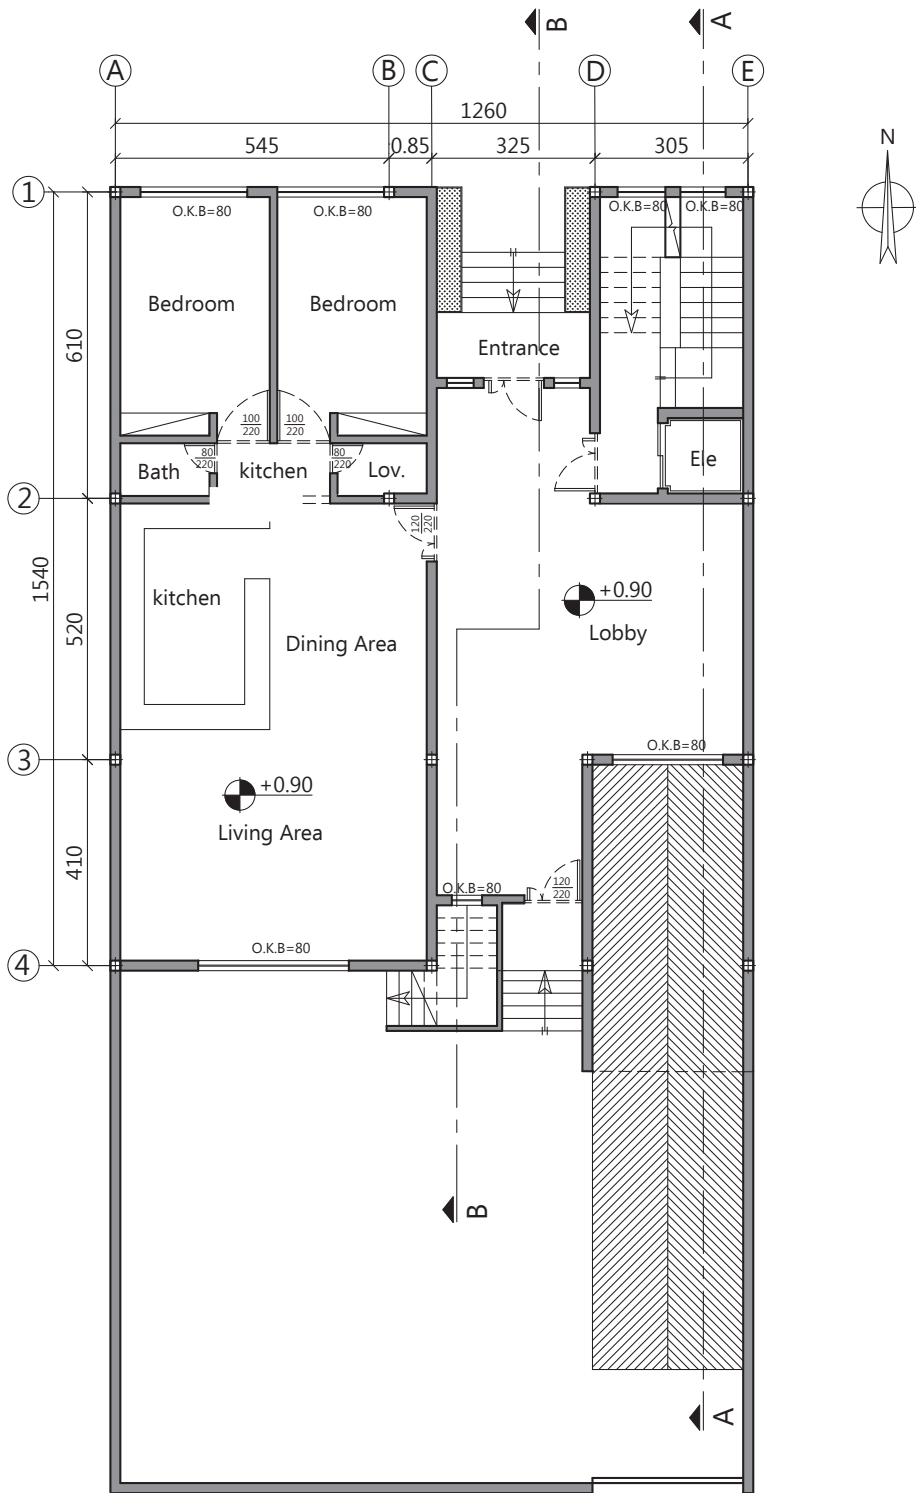 B
A
A
B
C
D
E
1260
545
0.85
325
305
N
1
O.K.B=80
O.K.B=80
O.K.B=80
O.K.B=80
Bedroom
Bedroom
610
Entrance
100
220
100
220
80
220
80
220
Bath
kitchen
Lov.
Ele
2
120
220
1540
520
kitchen
+0.90
Lobby
Dining Area
3
O.K.B=80
+0.90
Living Area
410
O.K.B=80
120
220
O.K.B=80
4
B
A